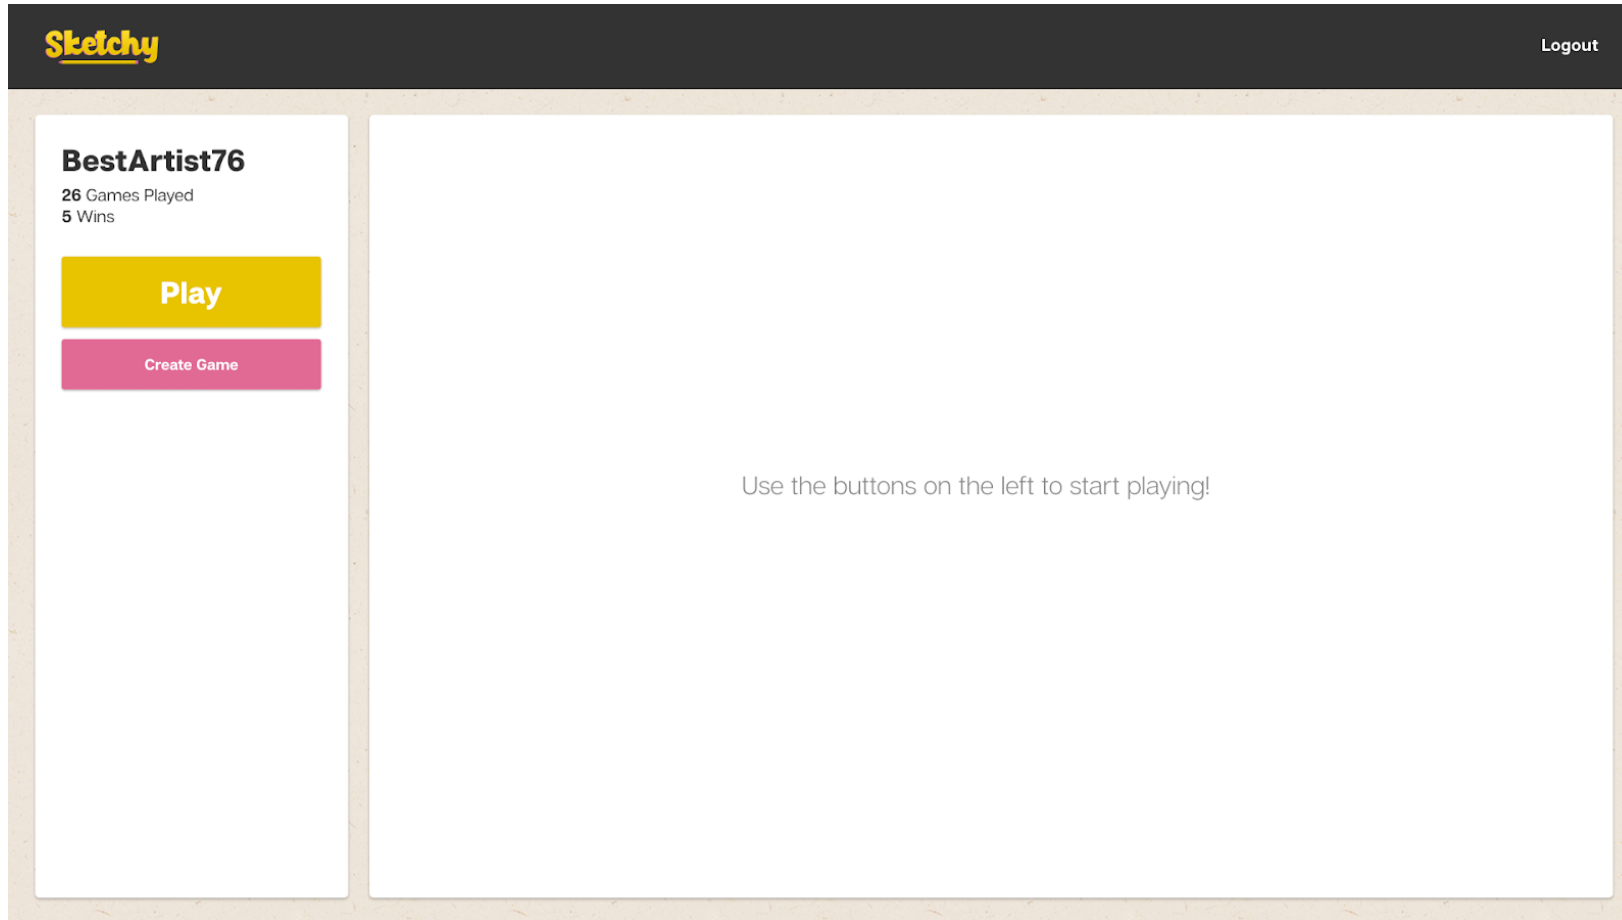 Sketchy
Logout
BestArtist76
26 Games Played
5 Wins
Play
Create Game
Use the buttons on the left to start playing!